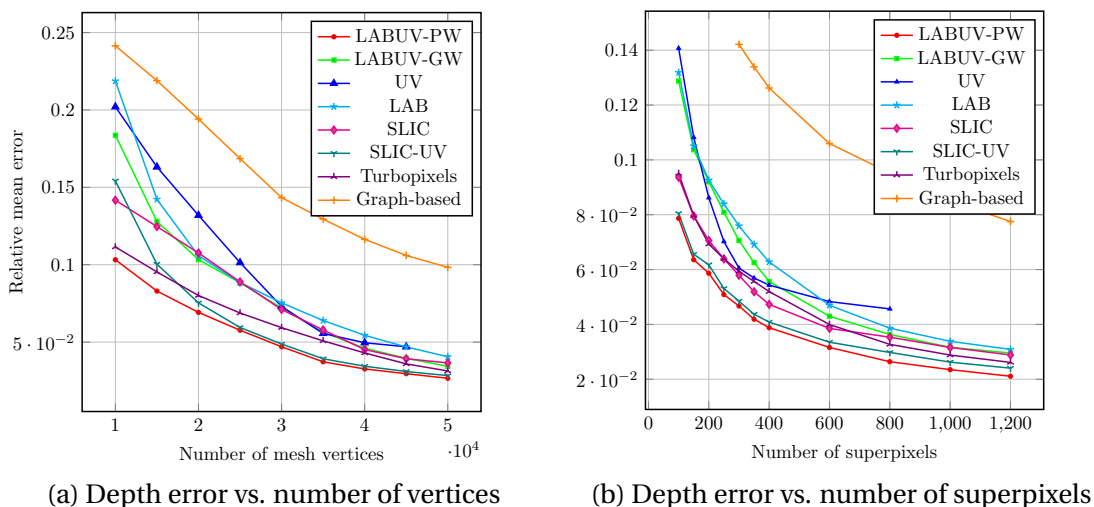 0.25
0.2
0.15
0.1
5 · 10⁻²
Relative mean error
1
2
3
4
5
·10⁴
Number of mesh vertices
LABUV-PW
LABUV-GW
UV
LAB
SLIC
SLIC-UV
Turbopixels
Graph-based
(a) Depth error vs. number of vertices
0.14
0.12
0.1
8 · 10⁻²
6 · 10⁻²
4 · 10⁻²
2 · 10⁻²
0
200
400
600
800
1,000
1,200
Number of superpixels
LABUV-PW
LABUV-GW
UV
LAB
SLIC
SLIC-UV
Turbopixels
Graph-based
(b) Depth error vs. number of superpixels